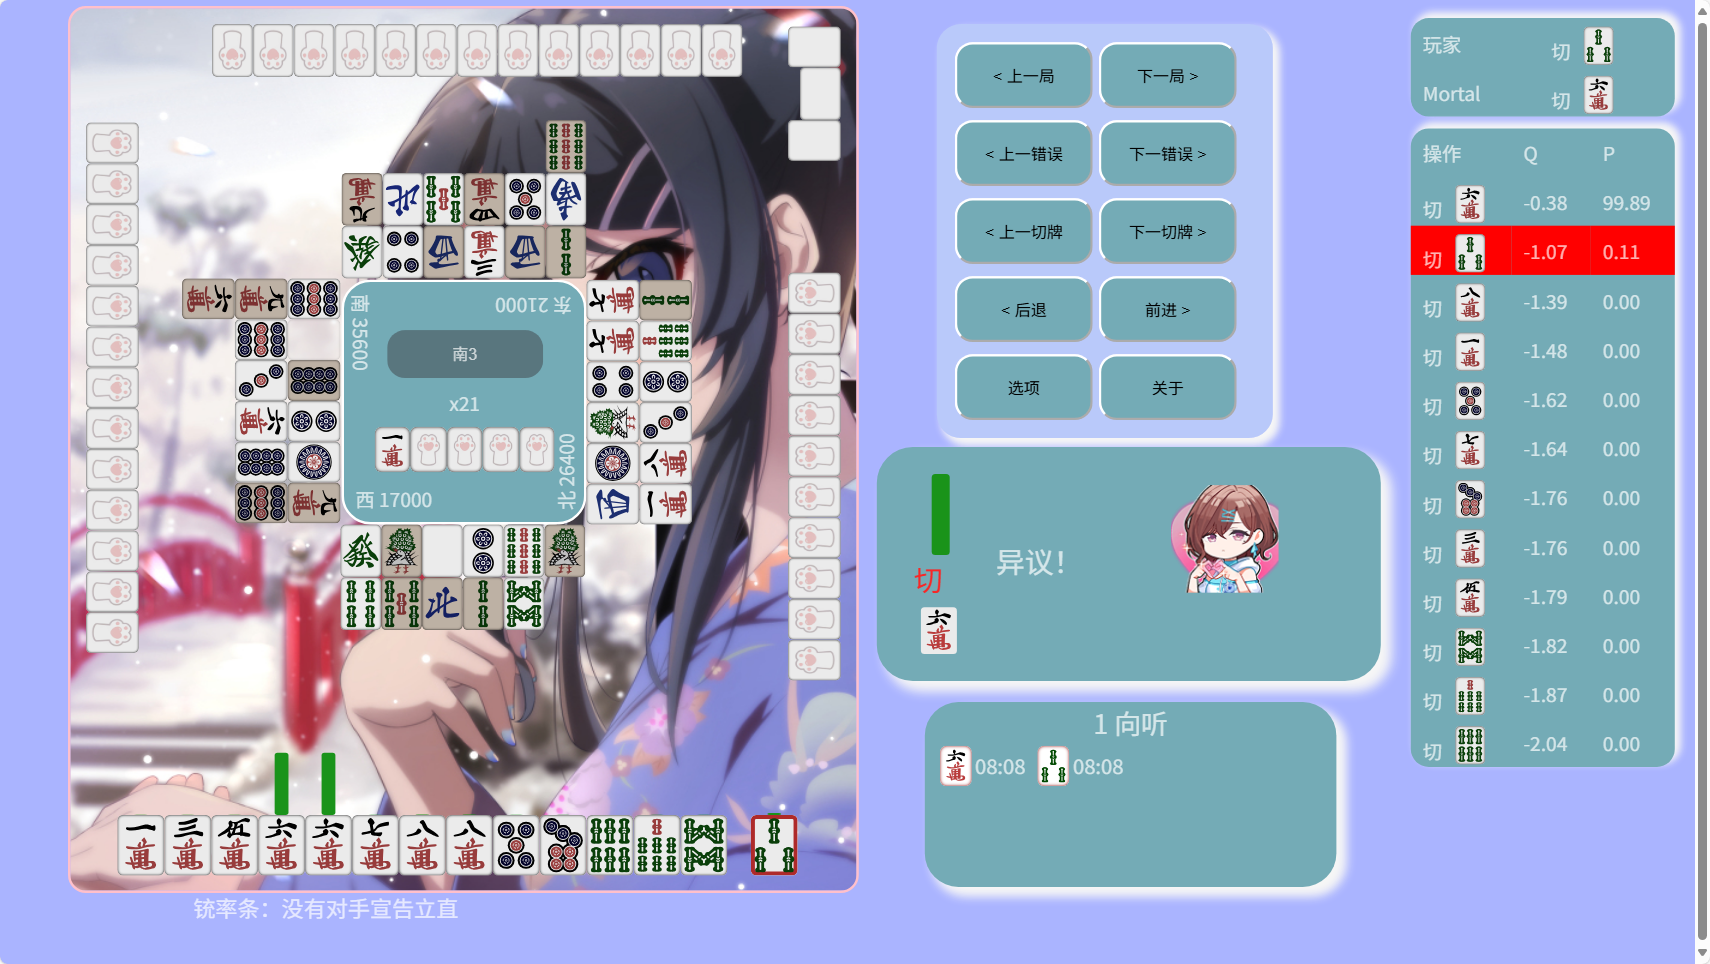 南 35600
东 21000
南3
x21
西 17000
北 26400
铳率条：没有对手宣告立直
< 上一局
下一局 >
< 上一错误
下一错误 >
< 上一切牌
下一切牌 >
< 后退
前进 >
选项
关于
切
异议！
1 向听
08:08
08:08
玩家 切
Mortal 切
操作 Q P
切 -0.38 99.89
切 -1.07 0.11
切 -1.39 0.00
切 -1.48 0.00
切 -1.62 0.00
切 -1.64 0.00
切 -1.76 0.00
切 -1.76 0.00
切 -1.79 0.00
切 -1.82 0.00
切 -1.87 0.00
切 -2.04 0.00